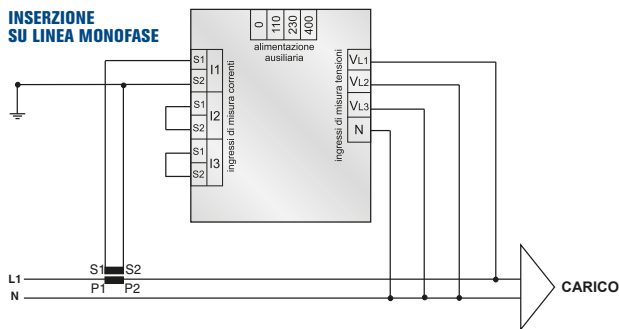 INSERZIONE
SU LINEA MONOFASE
0 110 230 400
alimentazione
ausiliaria
S1
S2
I1
S1
S2
I2
S1
S2
I3
ingressi di misura correnti
ingressi di misura tensioni
VL1
VL2
VL3
N
S1 S2
L1
P1 P2
N
CARICO